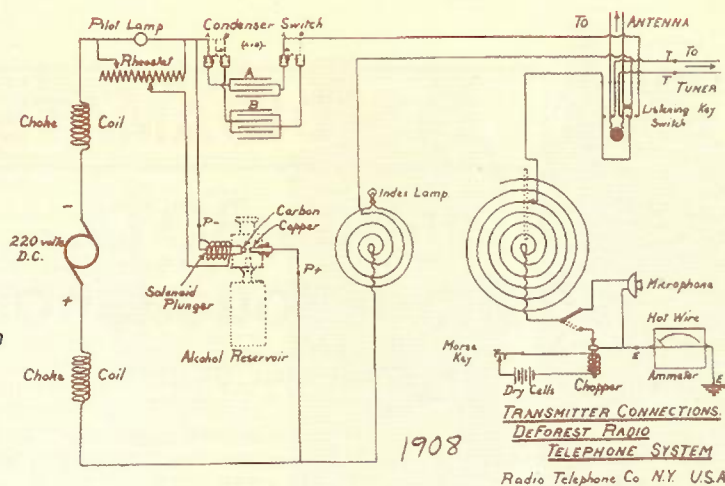 Pilot Lamp
Condenser Switch
To ANTENNA
Rheostat
A
B
T To
T TUNER
Listening Key
Switch
Choke Coil
Index Lamp
-
P-
Carbon
Copper
220 volts
D.C.
P+
Solenoid
Plunger
+
Microphone
Hot Wire
Morse
Key
Alcohol Reservoir
Choke Coil
Dry Cells
Chopper
Ammeter
E
TRANSMITTER CONNECTIONS.
DEFOREST RADIO
TELEPHONE SYSTEM
1908
Radio Telephone Co N.Y. U.S.A